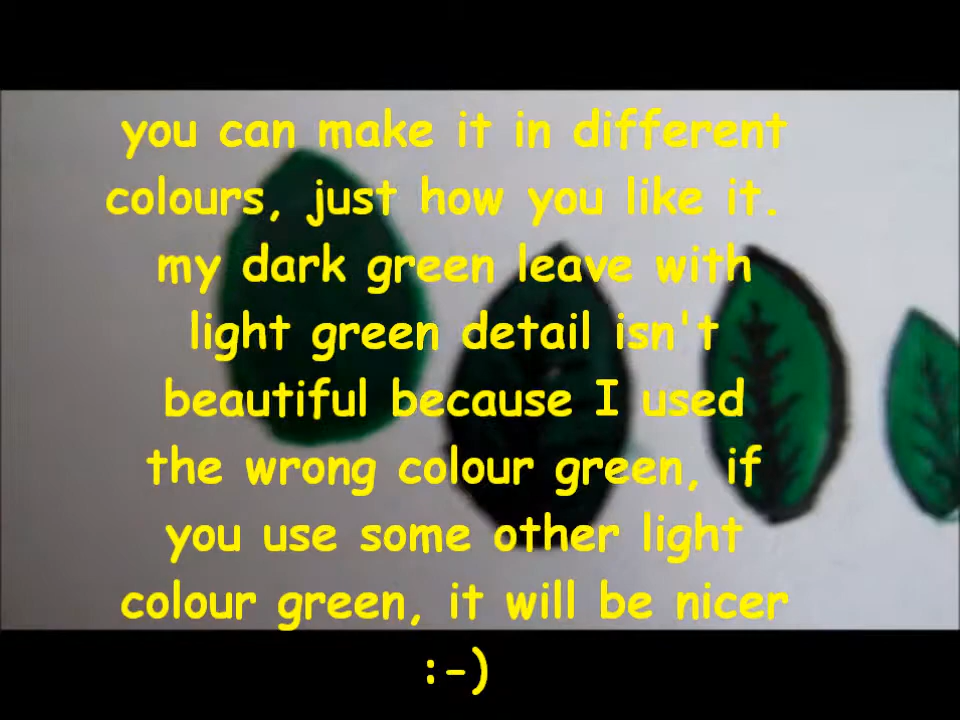 you can make it in different
colours, just how you like it.
my dark green leave with
light green detail isn't
beautiful because I used
the wrong colour green, if
you use some other light
colour green, it will be nicer
:-)